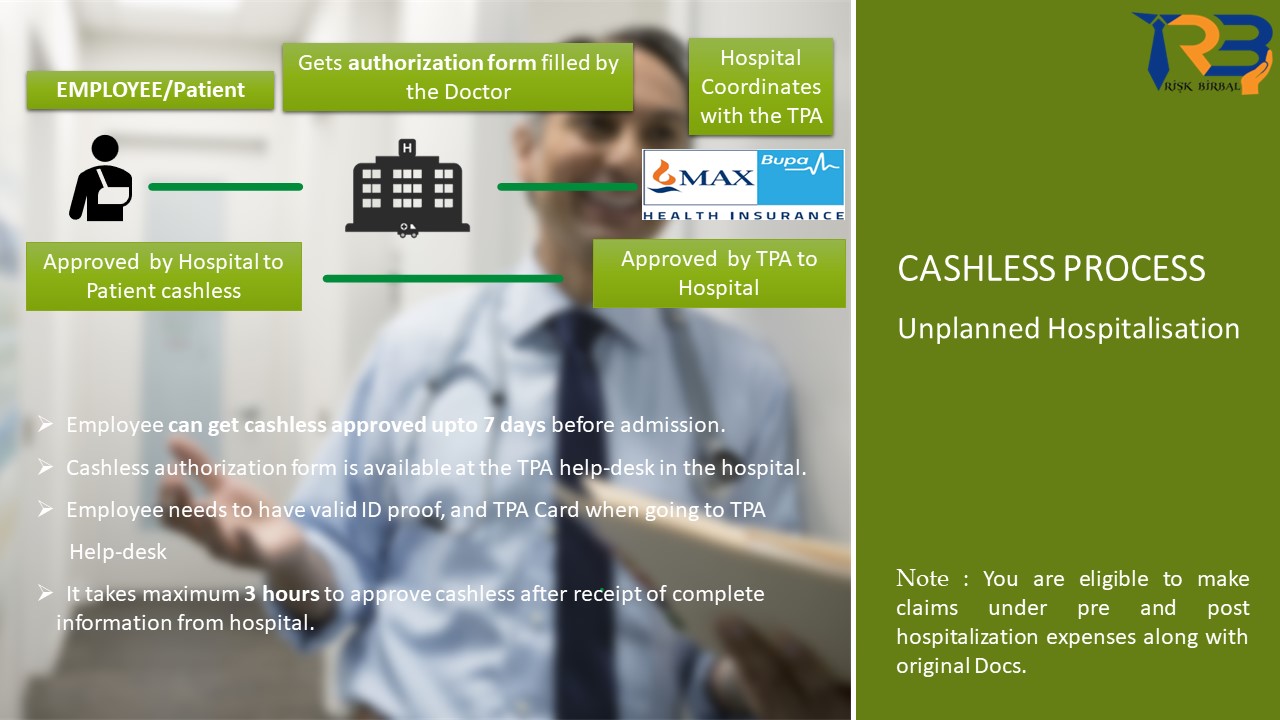 EMPLOYEE/Patient
Gets authorization form filled by
the Doctor
Hospital
Coordinates
with the TPA
H
MAX
Bupa
HEALTH INSURANCE
Approved by Hospital to
Patient cashless
Approved by TPA to
Hospital
➢ Employee can get cashless approved upto 7 days before admission.
➢ Cashless authorization form is available at the TPA help-desk in the hospital.
➢ Employee needs to have valid ID proof, and TPA Card when going to TPA
Help-desk
➢ It takes maximum 3 hours to approve cashless after receipt of complete
information from hospital.
RB
RISK BIRBAL
CASHLESS PROCESS
Unplanned Hospitalisation
Note : You are eligible to make
claims under pre and post
hospitalization expenses along with
original Docs.